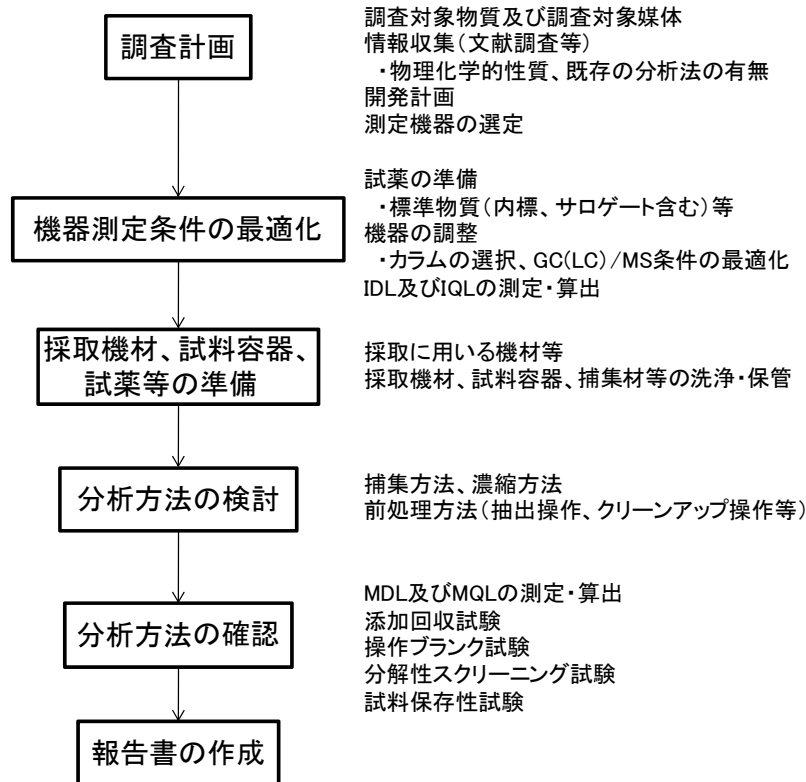 調査計画
調査対象物質及び調査対象媒体
情報収集(文献調査等)
・物理化学的性質、既存の分析法の有無
開発計画
測定機器の選定
機器測定条件の最適化
試薬の準備
・標準物質(内標、サロゲート含む)等
機器の調整
・カラムの選択、GC(LC)/MS条件の最適化
IDL及びIQLの測定・算出
採取機材、試料容器、
試薬等の準備
採取に用いる機材等
採取機材、試料容器、捕集材等の洗浄・保管
分析方法の検討
捕集方法、濃縮方法
前処理方法(抽出操作、クリーンアップ操作等)
分析方法の確認
MDL及びMQLの測定・算出
添加回収試験
操作ブランク試験
分解性スクリーニング試験
試料保存性試験
報告書の作成